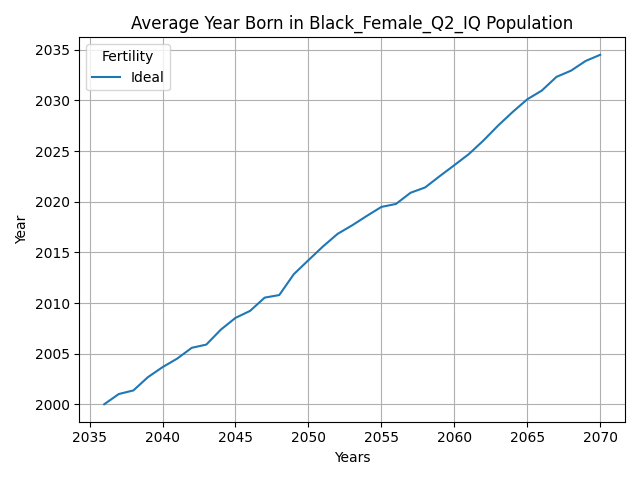 Average Year Born in Black_Female_Q2_IQ Population
Fertility
Ideal
Year
2035
2030
2025
2020
2015
2010
2005
2000
2035 2040 2045 2050 2055 2060 2065 2070
Years